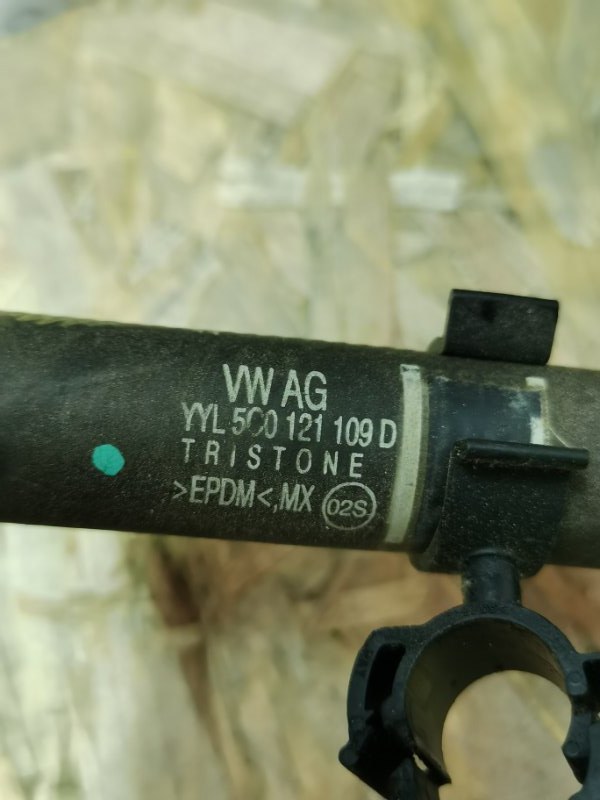 VW AG
YYL 5C0 121 109 D
TRISTONE
>EPDM<,MX 02S